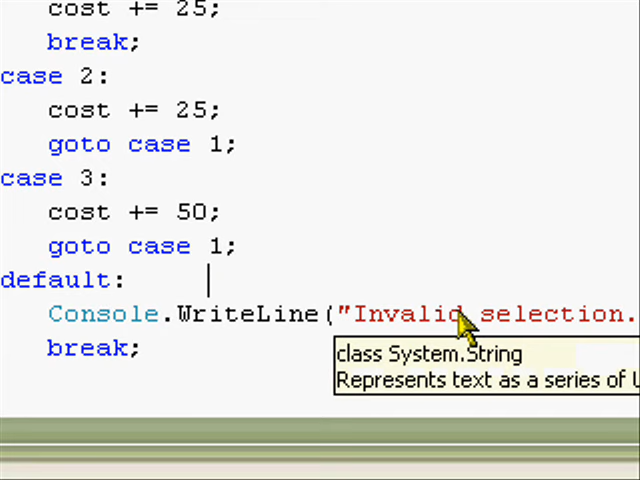 cost += 25;
break;
case 2:
cost += 25;
goto case 1;
case 3:
cost += 50;
goto case 1;
default:
Console.WriteLine("Invalid selection.
break;
class System.String
Represents text as a series of U